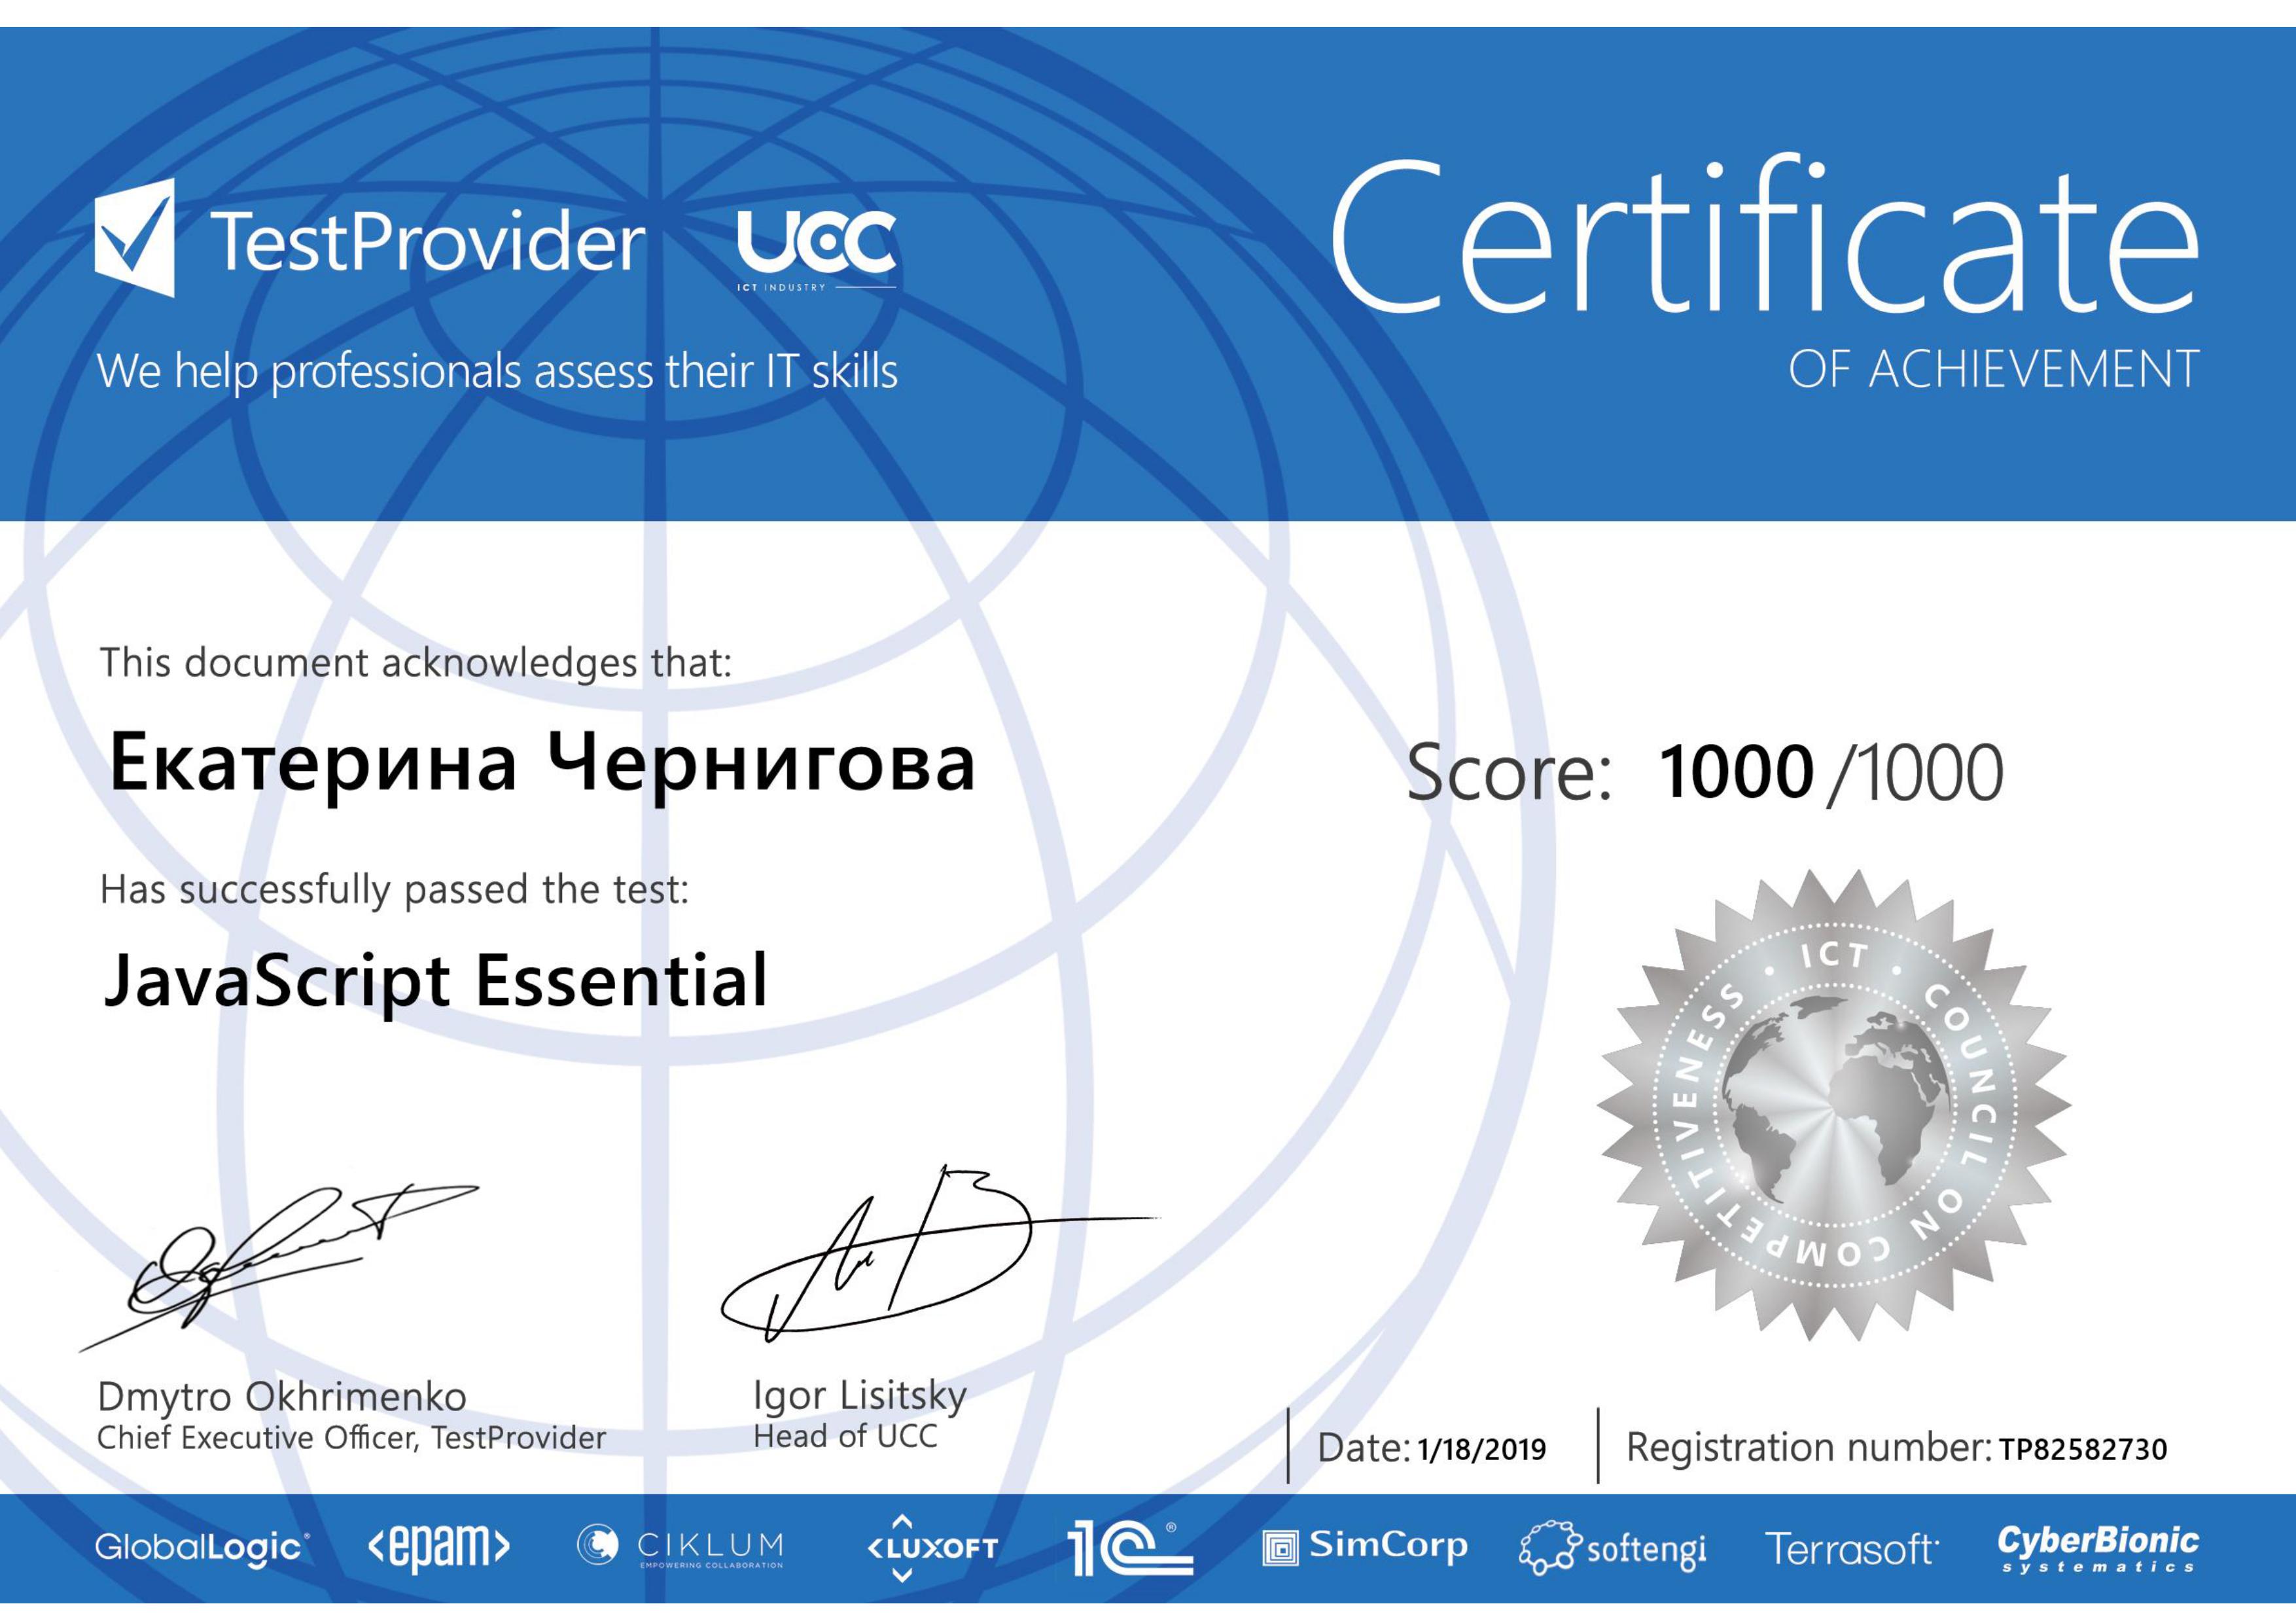 TestProvider
UCC
ICT INDUSTRY
We help professionals assess their IT skills
Certificate
OF ACHIEVEMENT
This document acknowledges that:
Екатерина Чернигова
Score: 1000 /1000
Has successfully passed the test:
JavaScript Essential
ICT • COUNCIL ON COMPETITIVENESS •
Dmytro Okhrimenko
Chief Executive Officer, TestProvider
Igor Lisitsky
Head of UCC
Date: 1/18/2019
Registration number: TP82582730
GlobalLogic®
<epam>
CIKLUM
EMPOWERING COLLABORATION
<LUXOFT
1C®
SimCorp
softengi
Terrasoft
CyberBionic
systematics